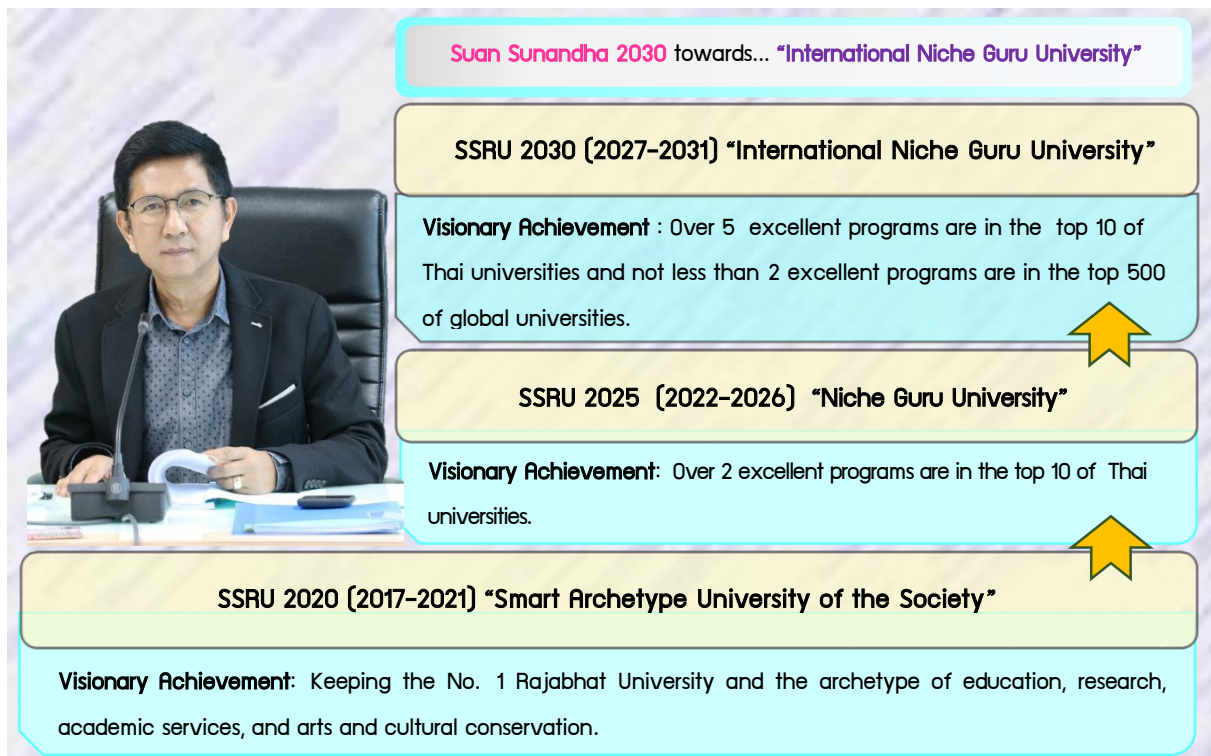 Suan Sunandha 2030 towards... “International Niche Guru University”
SSRU 2030 (2027-2031) “International Niche Guru University”
Visionary Achievement : Over 5 excellent programs are in the top 10 of
Thai universities and not less than 2 excellent programs are in the top 500
of global universities.
SSRU 2025 (2022-2026) “Niche Guru University”
Visionary Achievement: Over 2 excellent programs are in the top 10 of Thai
universities.
SSRU 2020 (2017-2021) “Smart Archetype University of the Society”
Visionary Achievement: Keeping the No. 1 Rajabhat University and the archetype of education, research,
academic services, and arts and cultural conservation.